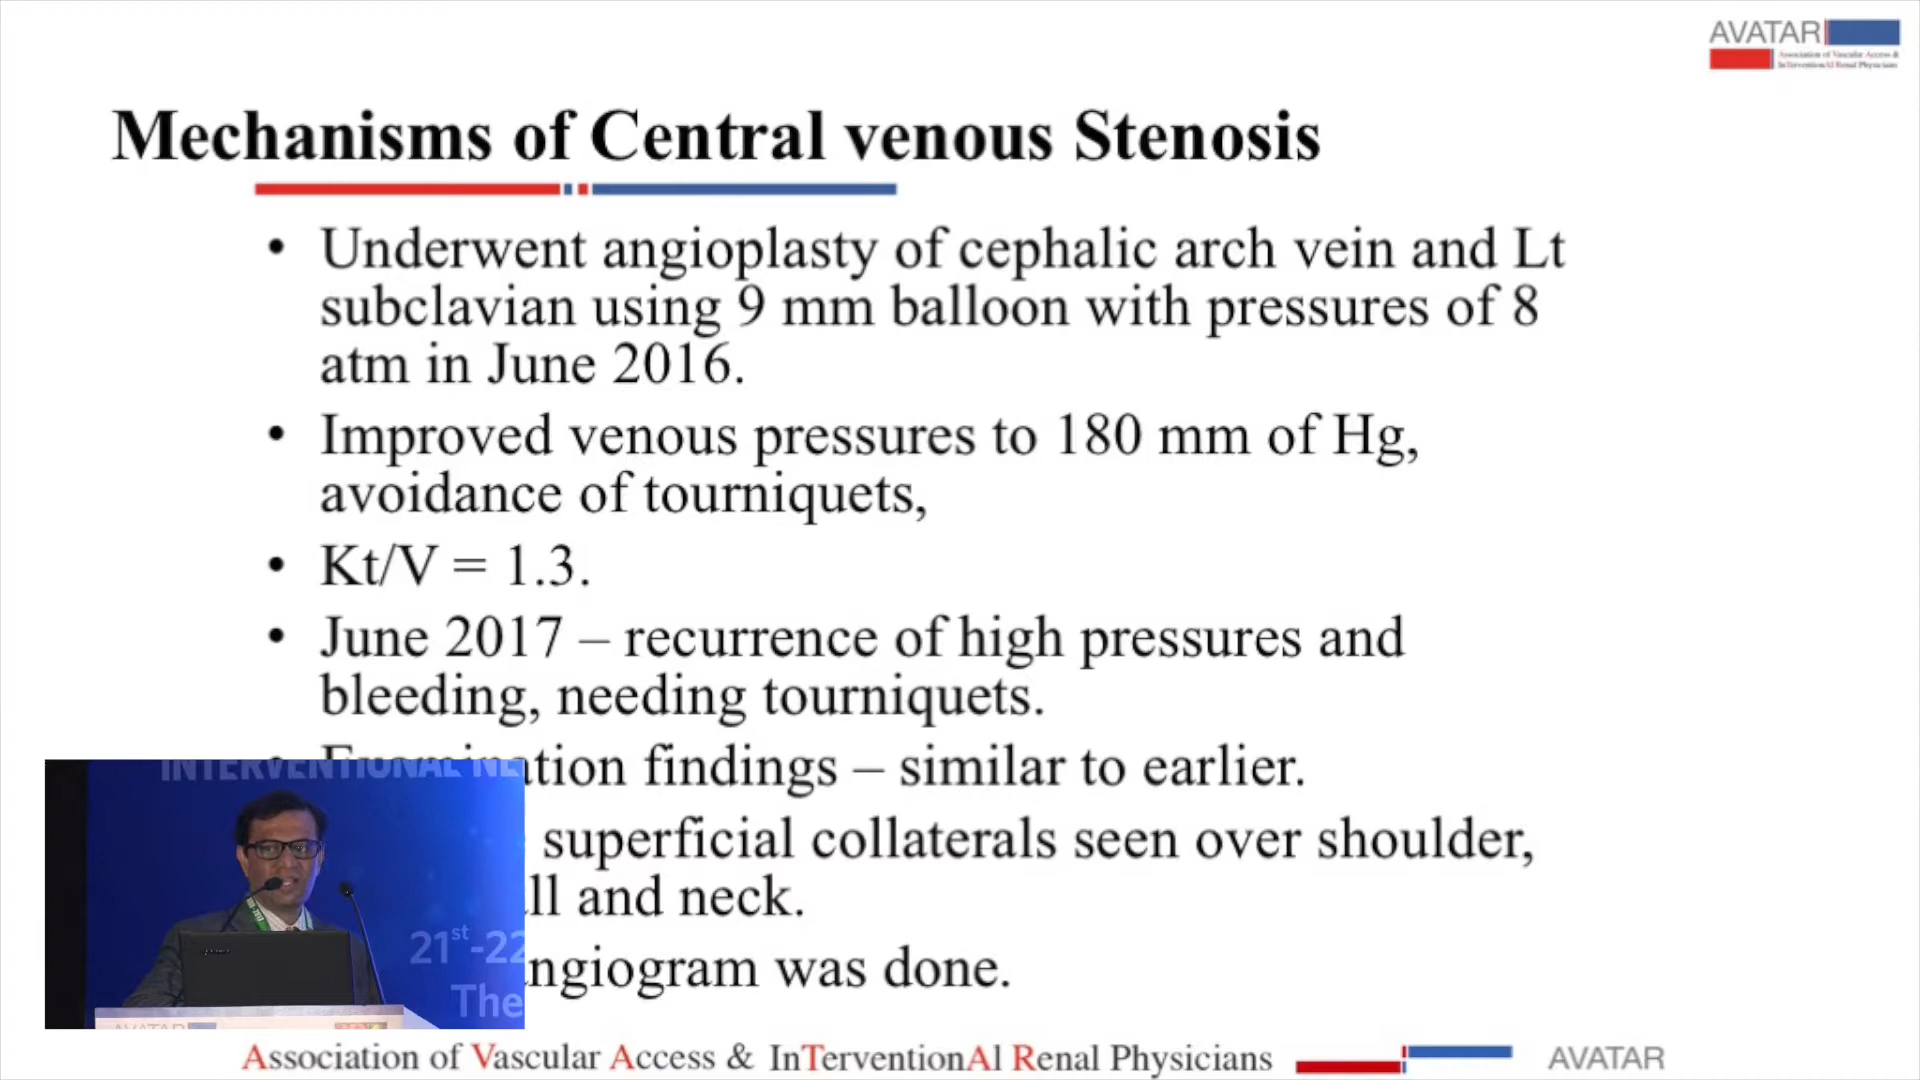 AVATAR
Association of Vascular Access &
InTerventionAl Renal Physicians
Mechanisms of Central venous Stenosis
• Underwent angioplasty of cephalic arch vein and Lt
subclavian using 9 mm balloon with pressures of 8
atm in June 2016.
• Improved venous pressures to 180 mm of Hg,
avoidance of tourniquets,
• Kt/V = 1.3.
• June 2017 – recurrence of high pressures and
bleeding, needing tourniquets.
• Examination findings – similar to earlier.
superficial collaterals seen over shoulder,
ll and neck.
ngiogram was done.
INTERVENTIONAL NE
21st-22
The
AVATAR
Association of Vascular Access & InTerventionAl Renal Physicians
AVATAR